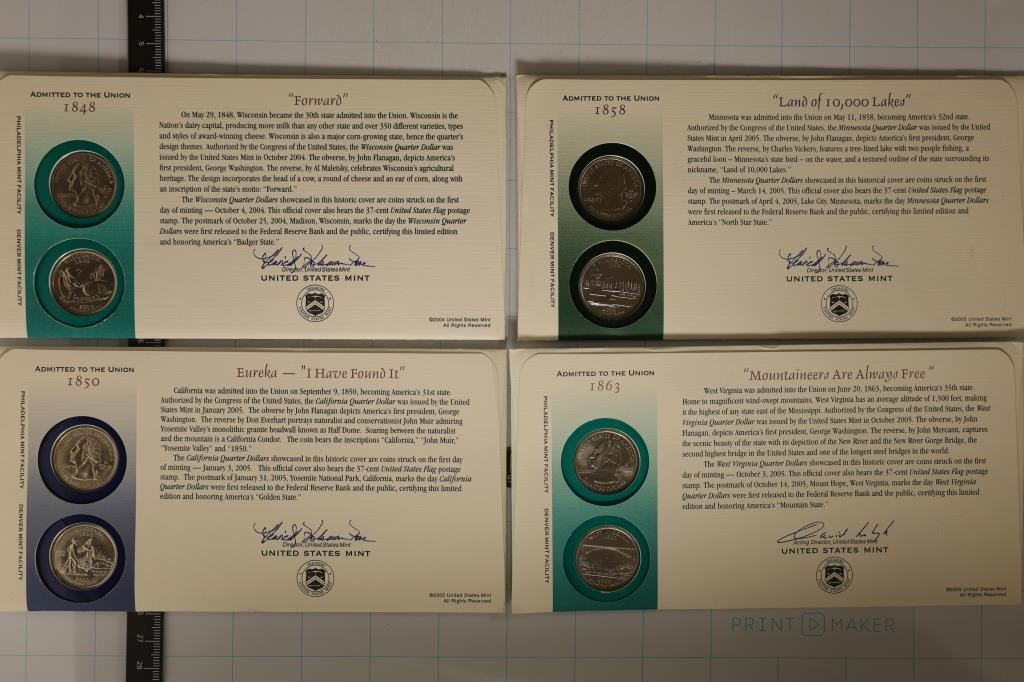 ADMITTED TO THE UNION
1848
PHILADELPHIA MINT FACILITY
DENVER MINT FACILITY
"Forward"
On May 29, 1848, Wisconsin became the 30th state admitted into the Union. Wisconsin is the
Nation's dairy capital, producing more milk than any other state and over 350 different varieties, types
and styles of award-winning cheese. Wisconsin is also a major corn-growing state, hence the quarter's
design themes. Authorized by the Congress of the United States, the Wisconsin Quarter Dollar was
issued by the United States Mint in October 2004. The obverse, by John Flanagan, depicts America's
first president, George Washington. The reverse, by Al Maletsky, celebrates Wisconsin's agricultural
heritage. The design incorporates the head of a cow, a round of cheese and an ear of corn, along with
an inscription of the state's motto: "Forward."
The Wisconsin Quarter Dollars showcased in this historic cover are coins struck on the first
day of minting — October 4, 2004. This official cover also bears the 37-cent United States Flag postage
stamp. The postmark of October 25, 2004, Madison, Wisconsin, marks the day the Wisconsin Quarter
Dollars were first released to the Federal Reserve Bank and the public, certifying this limited edition
and honoring America's "Badger State."
Director, United States Mint
UNITED STATES MINT
©2004 United States Mint
All Rights Reserved
ADMITTED TO THE UNION
1858
PHILADELPHIA MINT FACILITY
DENVER MINT FACILITY
"Land of 10,000 Lakes"
Minnesota was admitted into the Union on May 11, 1858, becoming America's 32nd state.
Authorized by the Congress of the United States, the Minnesota Quarter Dollar was issued by the United
States Mint in April 2005. The obverse, by John Flanagan, depicts America's first president, George
Washington. The reverse, by Charles Vickers, features a tree-lined lake with two people fishing, a
graceful loon – Minnesota's state bird – on the water, and a textured outline of the state surrounding its
nickname, "Land of 10,000 Lakes."
The Minnesota Quarter Dollars showcased in this historical cover are coins struck on the first
day of minting – March 14, 2005. This official cover also bears the 37-cent United States Flag postage
stamp. The postmark of April 4, 2005, Lake City, Minnesota, marks the day Minnesota Quarter Dollars
were first released to the Federal Reserve Bank and the public, certifying this limited edition and
America's "North Star State."
Director, United States Mint
UNITED STATES MINT
©2005 United States Mint
All Rights Reserved
ADMITTED TO THE UNION
1850
PHILADELPHIA MINT FACILITY
DENVER MINT FACILITY
Eureka — "I Have Found It"
California was admitted into the Union on September 9, 1850, becoming America's 31st state.
Authorized by the Congress of the United States, the California Quarter Dollar was issued by the United
States Mint in January 2005. The obverse by John Flanagan depicts America's first president, George
Washington. The reverse by Don Everhart portrays naturalist and conservationist John Muir admiring
Yosemite Valley's monolithic granite headwall known as Half Dome. Soaring between the naturalist
and the mountain is a California Condor. The coin bears the inscriptions "California," "John Muir,"
"Yosemite Valley" and "1850."
The California Quarter Dollars showcased in this historic cover are coins struck on the first day
of minting — January 3, 2005. This official cover also bears the 37-cent United States Flag postage
stamp. The postmark of January 31, 2005, Yosemite National Park, California, marks the day California
Quarter Dollars were first released to the Federal Reserve Bank and the public, certifying this limited
edition and honoring America's "Golden State."
Director, United States Mint
UNITED STATES MINT
©2005 United States Mint
All Rights Reserved
ADMITTED TO THE UNION
1863
PHILADELPHIA MINT FACILITY
DENVER MINT FACILITY
"Mountaineers Are Always Free"
West Virginia was admitted into the Union on June 20, 1863, becoming America's 35th state.
Home to magnificent wind-swept mountains, West Virginia has an average altitude of 1,500 feet, making
it the highest of any state east of the Mississippi. Authorized by the Congress of the United States, the West
Virginia Quarter Dollar was issued by the United States Mint in October 2005. The obverse, by John
Flanagan, depicts America's first president, George Washington. The reverse, by John Mercanti, captures
the scenic beauty of the state with its depiction of the New River and the New River Gorge Bridge, the
second highest bridge in the United States and one of the longest steel bridges in the world.
The West Virginia Quarter Dollars showcased in this historic cover are coins struck on the first
day of minting — October 3, 2005. This official cover also bears the 37-cent United States Flag postage
stamp. The postmark of October 14, 2005, Mount Hope, West Virginia, marks the day West Virginia
Quarter Dollars were first released to the Federal Reserve Bank and the public, certifying this limited
edition and honoring America's "Mountain State."
Acting Director, United States Mint
UNITED STATES MINT
©2005 United States Mint
All Rights Reserved
PRINT MAKER
4
5
27
28